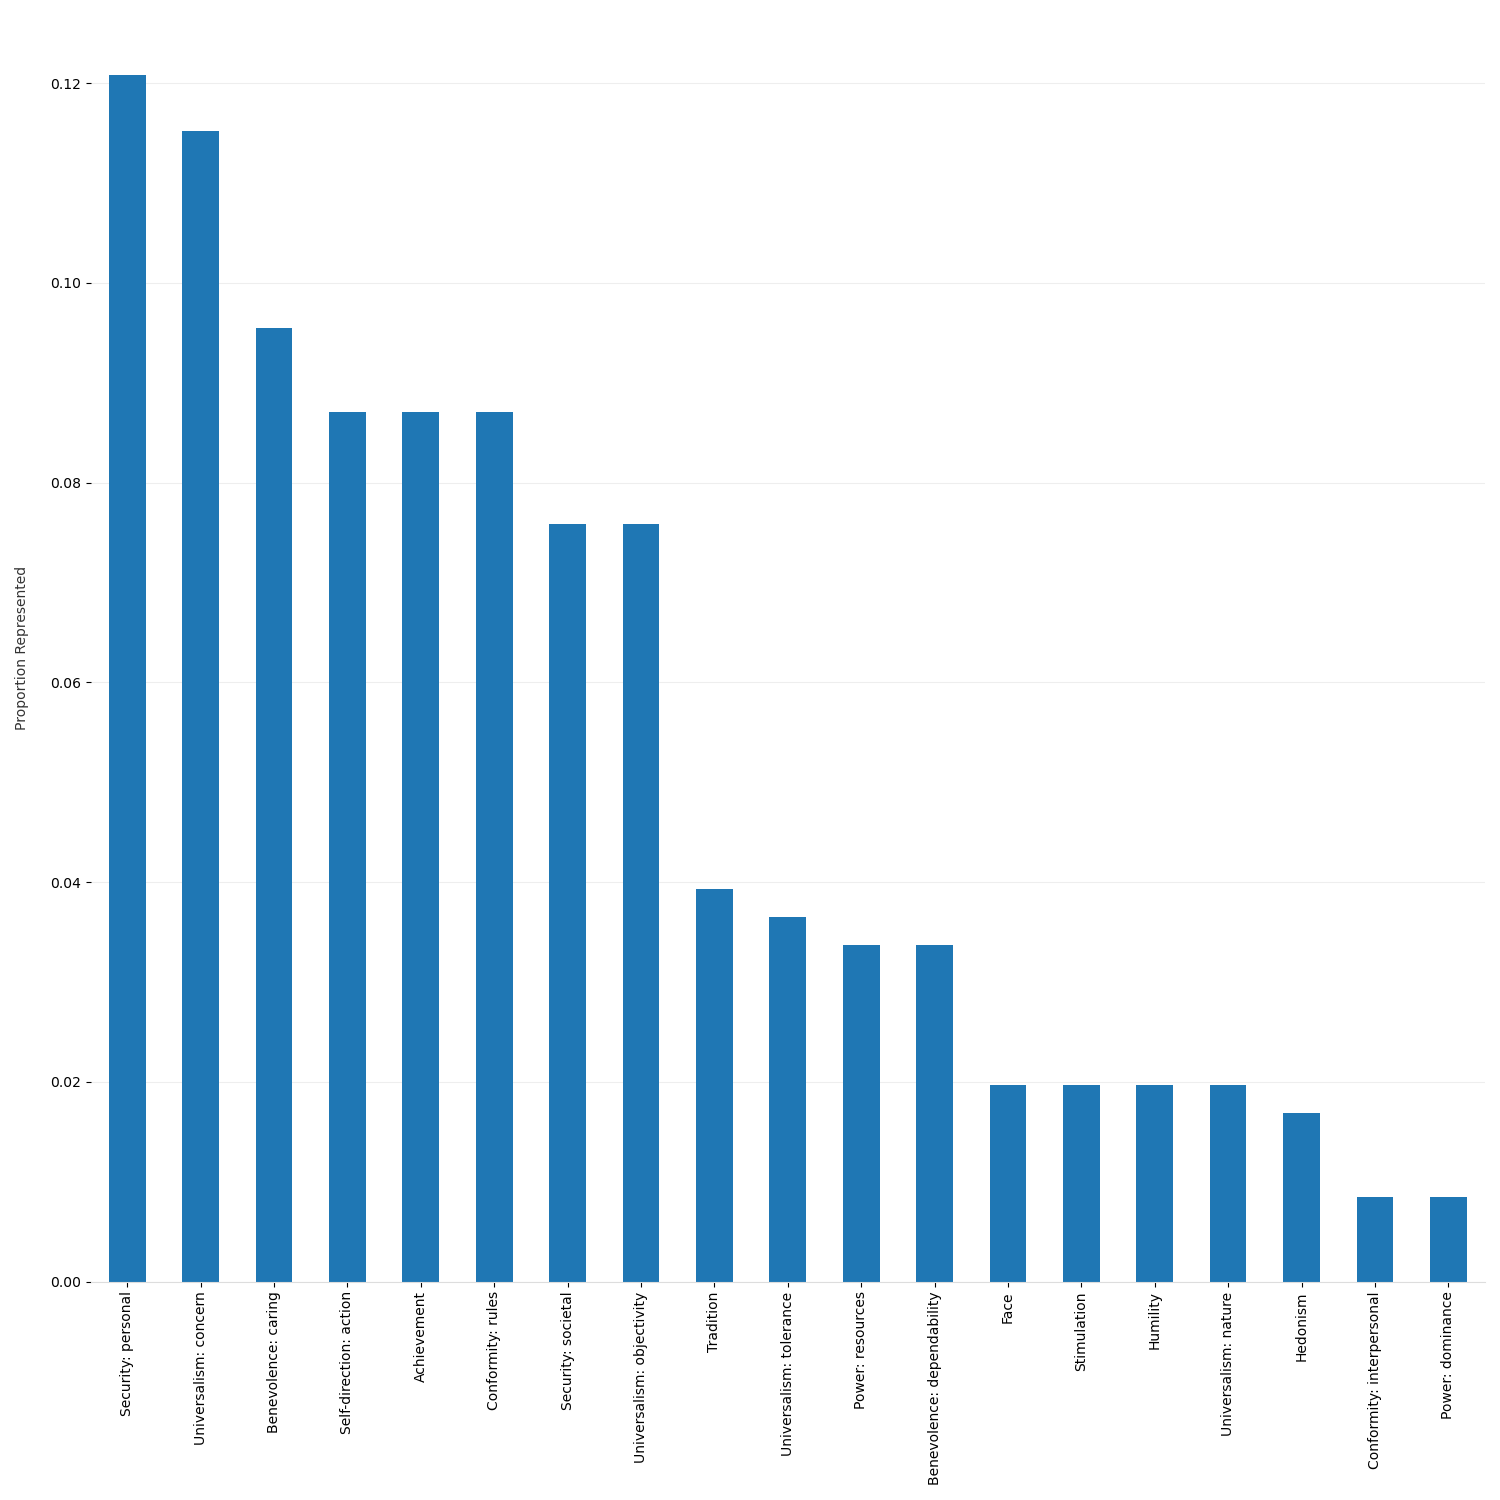 0.12
0.10
0.08
0.06
0.04
0.02
0.00
Proportion Represented
Security: personal
Universalism: concern
Benevolence: caring
Self-direction: action
Achievement
Conformity: rules
Security: societal
Universalism: objectivity
Tradition
Universalism: tolerance
Power: resources
Benevolence: dependability
Face
Stimulation
Humility
Universalism: nature
Hedonism
Conformity: interpersonal
Power: dominance